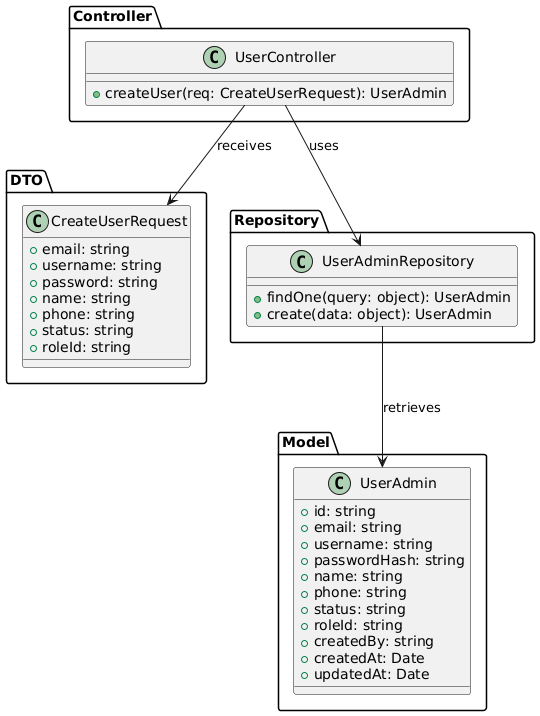 Controller
C UserController
createUser(req: CreateUserRequest): UserAdmin
receives
uses
DTO
C CreateUserRequest
email: string
username: string
password: string
name: string
phone: string
status: string
roleId: string
Repository
C UserAdminRepository
findOne(query: object): UserAdmin
create(data: object): UserAdmin
retrieves
Model
C UserAdmin
id: string
email: string
username: string
passwordHash: string
name: string
phone: string
status: string
roleId: string
createdBy: string
createdAt: Date
updatedAt: Date